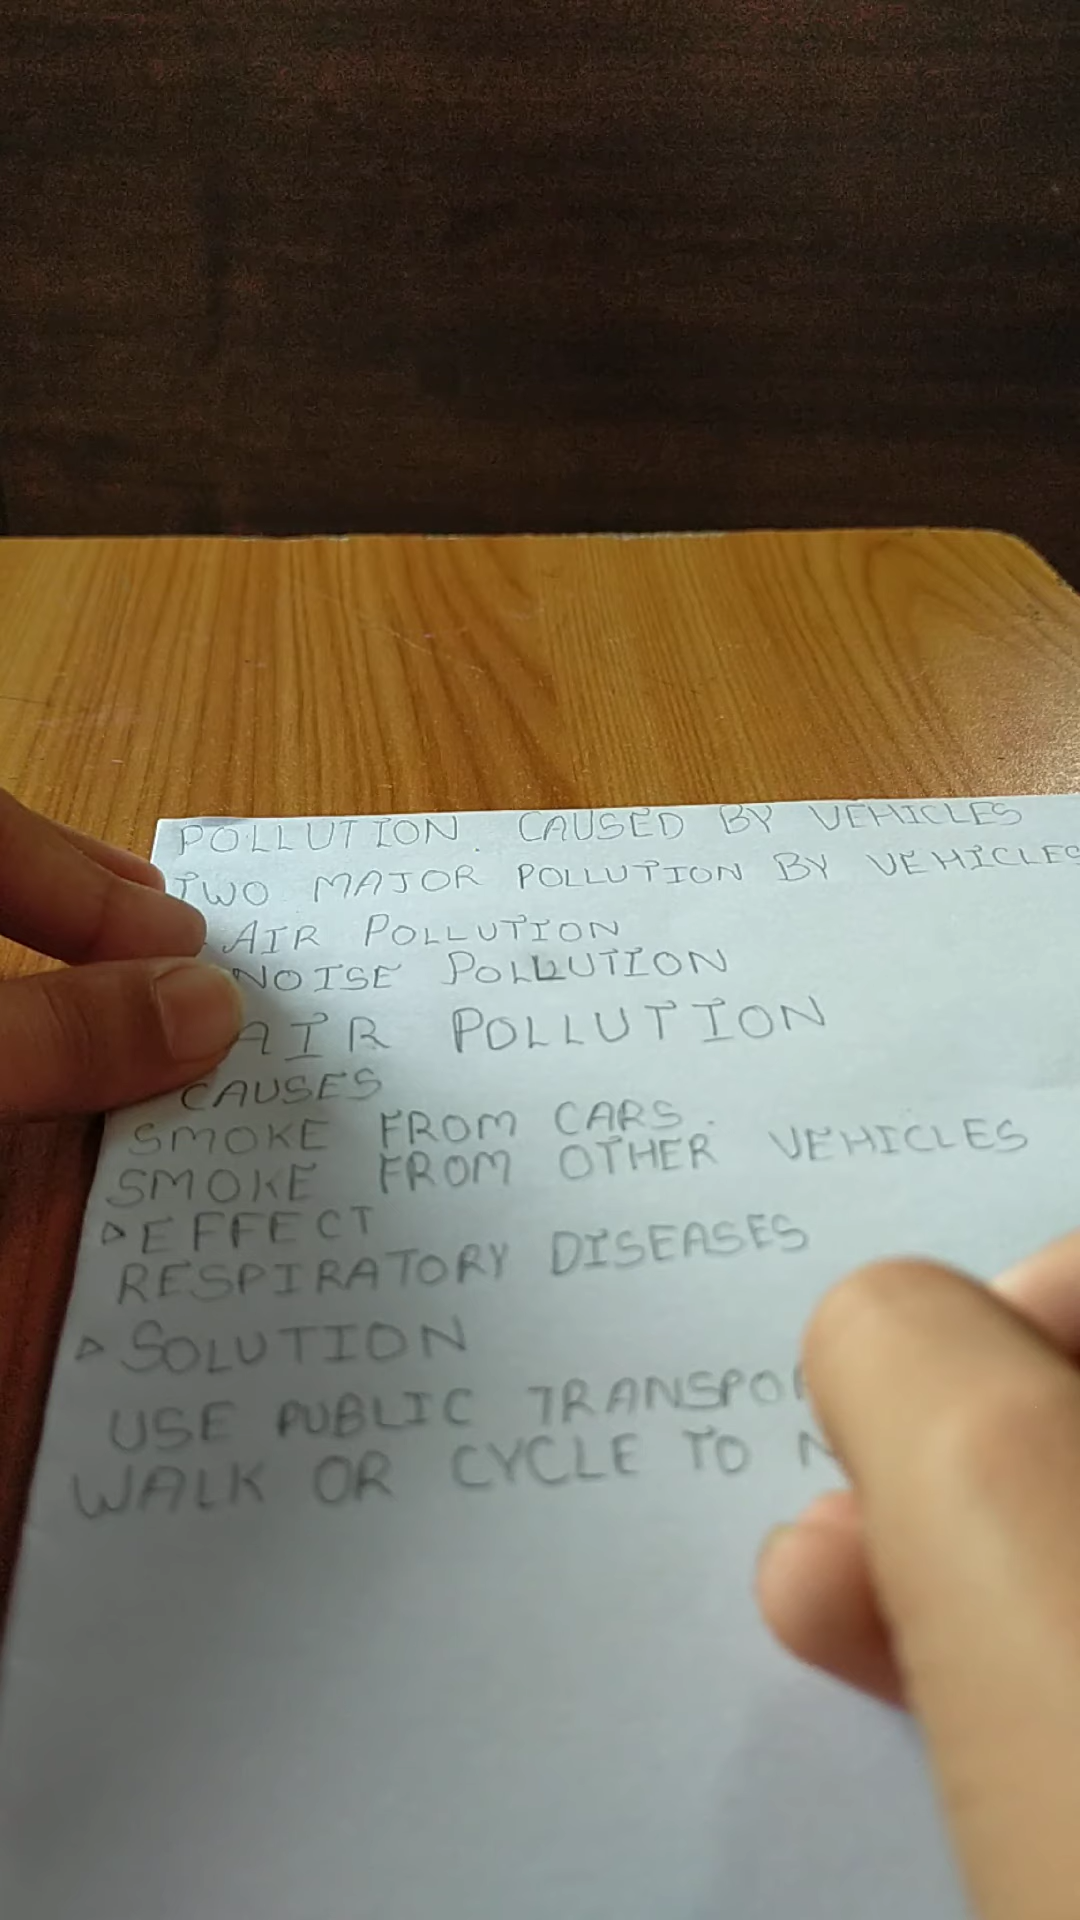 POLLUTION. CAUSED BY VEHICLES
TWO MAJOR POLLUTION BY VEHICLES
AIR POLLUTION
NOISE POLLUTION
AIR POLLUTION
CAUSES
SMOKE FROM CARS.
SMOKE FROM OTHER VEHICLES
▷ EFFECT
RESPIRATORY DISEASES
▷ SOLUTION
USE PUBLIC
WALK OR CYCLE TO